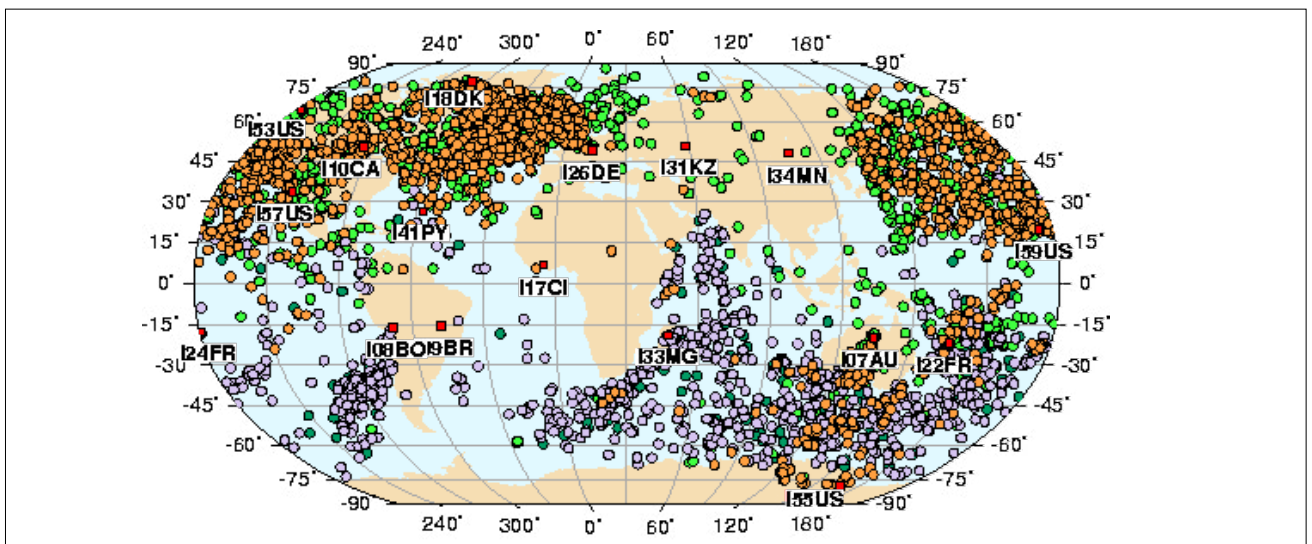 240° 300° 0° 60° 120° 180°
90° 90°
75° 75°
I18DK
60° 60°
I53US
45° I10CA I26DE I31KZ I34MN 45°
30° 30°
I57US
I41PY
15° 15°
I59US
0° I17CI 0°
-15° -15°
I24FR I08BO I09BR I33MG I07AU I22FR
-30° -30°
-45° -45°
-60° -60°
-75° -75°
I55US
-90° -90°
240° 300° 0° 60° 120° 180°